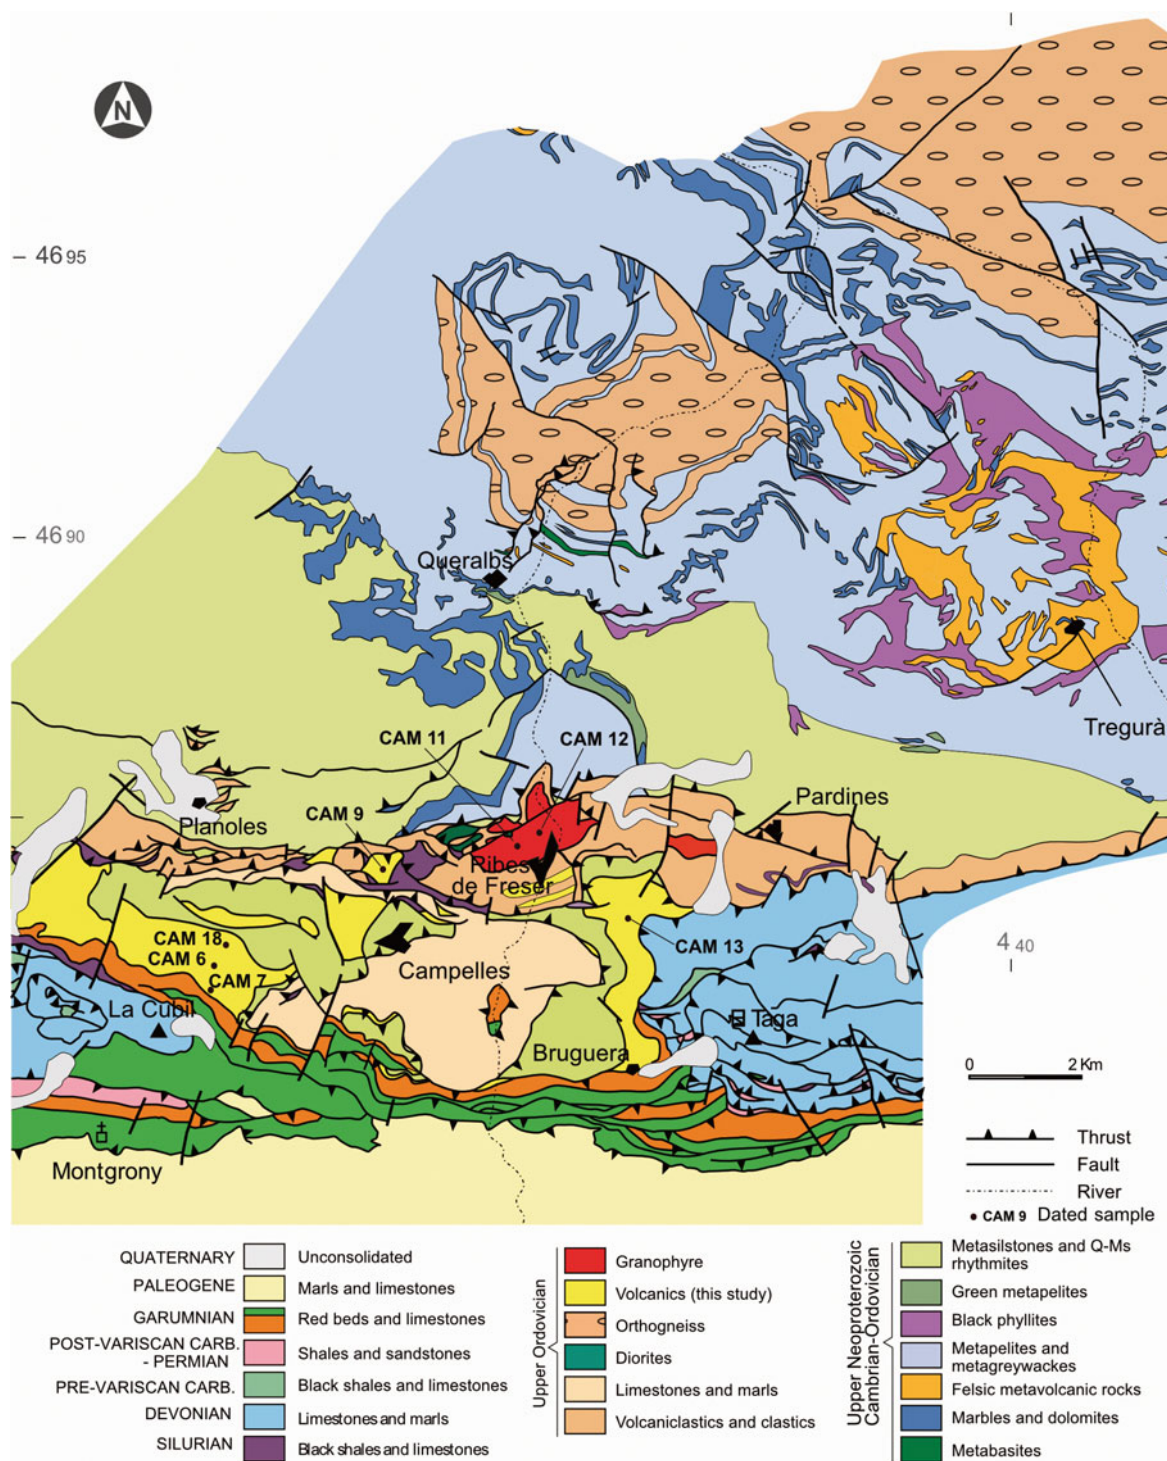 N
46 95
46 90
Queralbs
Tregurà
CAM 11
CAM 12
CAM 9
Planoles
Pardines
Ribes
de Freser
CAM 18
CAM 6
CAM 7
CAM 13
4 40
Campelles
La Cubil
Taga
Bruguera
0 2 Km
Montgrony
Thrust
Fault
River
CAM 9 Dated sample
QUATERNARY Unconsolidated
PALEOGENE Marls and limestones
GARUMNIAN Red beds and limestones
POST-VARISCAN CARB.
- PERMIAN Shales and sandstones
PRE-VARISCAN CARB. Black shales and limestones
DEVONIAN Limestones and marls
SILURIAN Black shales and limestones
Upper Ordovician
Granophyre
Volcanics (this study)
Orthogneiss
Diorites
Limestones and marls
Volcaniclastics and clastics
Upper Neoproterozoic
Cambrian-Ordovician
Metasilstones and Q-Ms
rhythmites
Green metapelites
Black phyllites
Metapelites and
metagreywackes
Felsic metavolcanic rocks
Marbles and dolomites
Metabasites